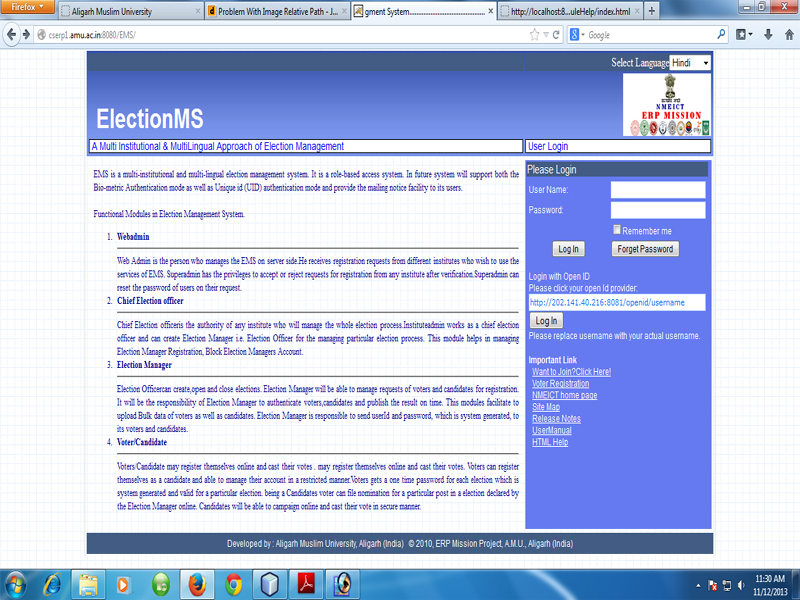 Firefox
Aligarh Muslim University
Problem With Image Relative Path - J...
gment System...
http://localhost8...uleHelp/index.html
cserp1.amu.ac.in:8080/EMS/
Google
Select Language Hindi
ElectionMS
NMEICT
ERP MISSION
A Multi Institutional & MultiLingual Approach of Election Management
User Login
EMS is a multi-institutional and multi-lingual election management system. It is a role-based access system. In future system will support both the
Bio-metric Authentication mode as well as Unique id (UID) authentication mode and provide the mailing notice facility to its users.
Functional Modules in Election Management System.
1. Webadmin
Web Admin is the person who manages the EMS on server side.He receives registration requests from different institutes who wish to use the
services of EMS. Superadmin has the privileges to accept or reject requests for registration from any institute after verification.Superadmin can
reset the password of users on their request.
2. Chief Election officer
Chief Election officeris the authority of any institute who will manage the whole election process.Instituteadmin works as a chief election
officer and can create Election Manager i.e. Election Officer for the managing particular election process. This module helps in managing
Election Manager Registration, Block Election Managers Account.
3. Election Manager
Election Officercan create,open and close elections. Election Manager will be able to manage requests of voters and candidates for registration.
It will be the responsibility of Election Manager to authenticate voters,candidates and publish the result on time. This modules facilitate to
upload Bulk data of voters as well as candidates. Election Manager is responsible to send userId and password, which is system generated, to
its voters and candidates.
4. Voter/Candidate
Voters/Candidate may register themselves online and cast their votes . may register themselves online and cast their votes. Voters can register
themselves as a candidate and able to manage their account in a restricted manner.Voters gets a one time password for each election which is
system generated and valid for a particular election. being a Candidates voter can file nomination for a particular post in a election declared by
the Election Manager online. Candidates will be able to campaign online and cast their vote in secure manner.
Please Login
User Name:
Password:
Remember me
Log In
Forget Password
Login with Open ID
Please click your open Id provider:
http://202.141.40.216:8081/openid/username
Log In
Please replace username with your actual username.
Important Link
Want to Join?Click Here!
Voter Registration
NMEICT home page
Site Map
Release Notes
UserManual
HTML Help
Developed by : Aligarh Muslim University, Aligarh (India) © 2010, ERP Mission Project, A.M.U., Aligarh (India)
11:30 AM
11/12/2013